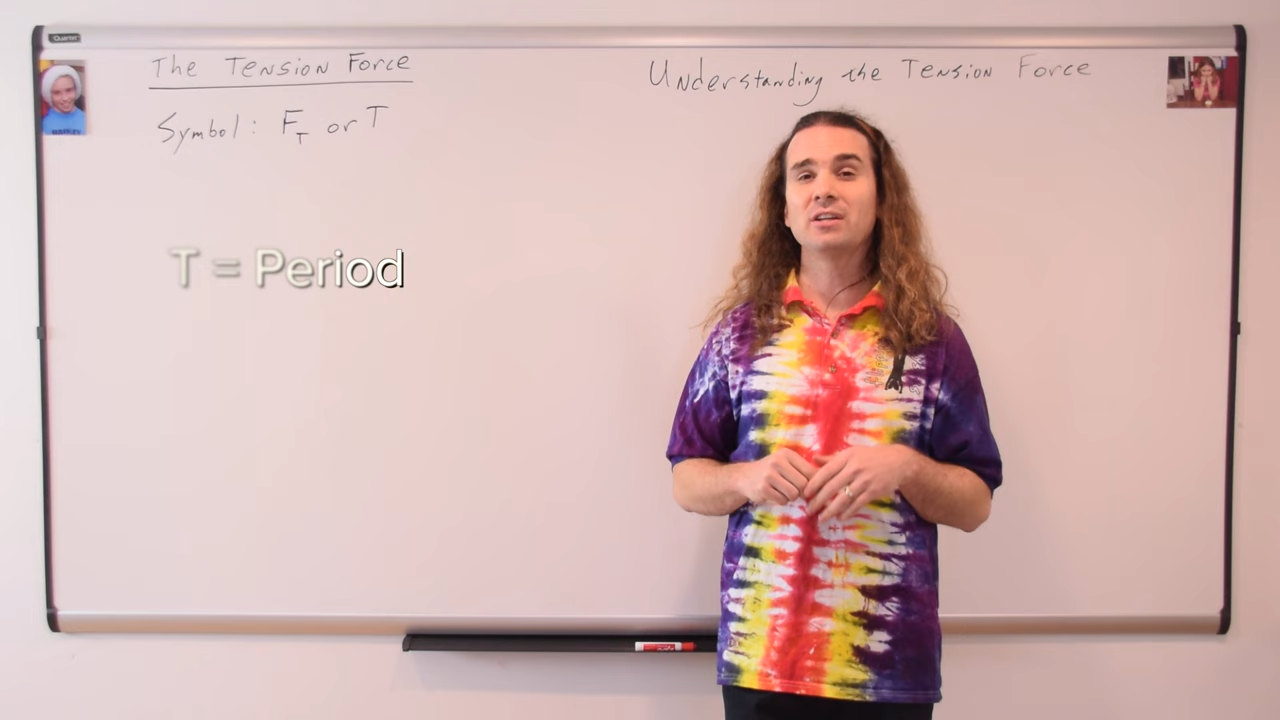 Quartet
The Tension Force
Understanding the Tension Force
Symbol: F_T or T
T = Period